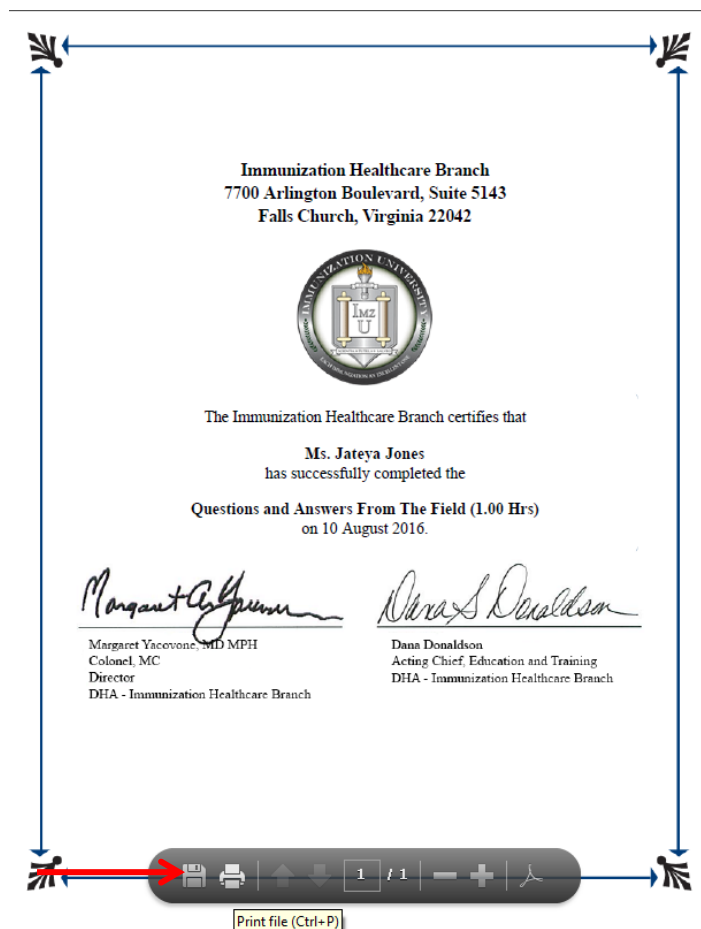 Immunization Healthcare Branch
7700 Arlington Boulevard, Suite 5143
Falls Church, Virginia 22042
IMMUNIZATION UNIVERSITY
IMZ
U
The Immunization Healthcare Branch certifies that
Ms. Jateya Jones
has successfully completed the
Questions and Answers From The Field (1.00 Hrs)
on 10 August 2016.
Margaret Yacovone, MD MPH
Colonel, MC
Director
DHA - Immunization Healthcare Branch
Dana S Donaldson
Dana Donaldson
Acting Chief, Education and Training
DHA - Immunization Healthcare Branch
1 / 1
Print file (Ctrl+P)